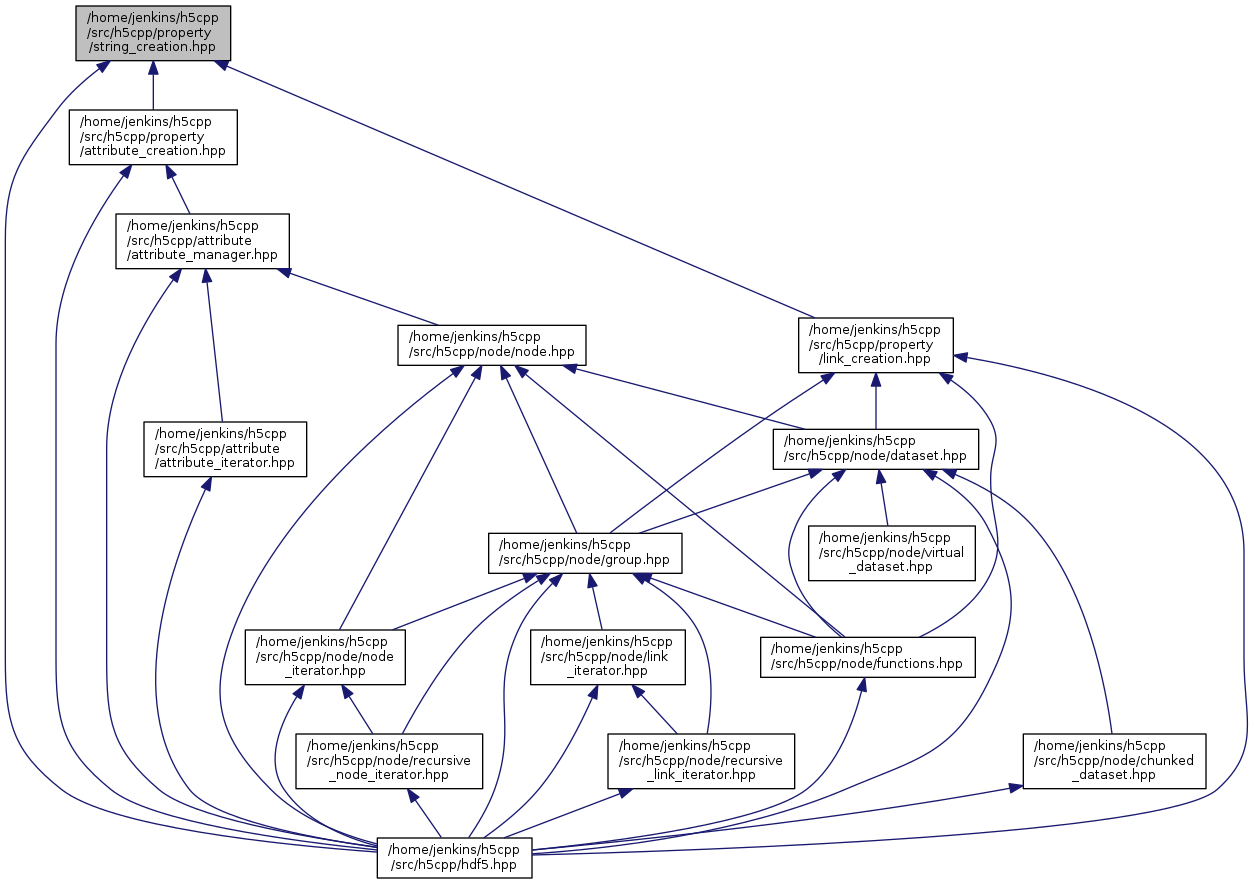 /home/jenkins/h5cpp
/src/h5cpp/property
/string_creation.hpp
/home/jenkins/h5cpp
/src/h5cpp/property
/attribute_creation.hpp
/home/jenkins/h5cpp
/src/h5cpp/attribute
/attribute_manager.hpp
/home/jenkins/h5cpp
/src/h5cpp/node/node.hpp
/home/jenkins/h5cpp
/src/h5cpp/property
/link_creation.hpp
/home/jenkins/h5cpp
/src/h5cpp/attribute
/attribute_iterator.hpp
/home/jenkins/h5cpp
/src/h5cpp/node/dataset.hpp
/home/jenkins/h5cpp
/src/h5cpp/node/group.hpp
/home/jenkins/h5cpp
/src/h5cpp/node/virtual
_dataset.hpp
/home/jenkins/h5cpp
/src/h5cpp/node/node
_iterator.hpp
/home/jenkins/h5cpp
/src/h5cpp/node/link
_iterator.hpp
/home/jenkins/h5cpp
/src/h5cpp/node/functions.hpp
/home/jenkins/h5cpp
/src/h5cpp/node/recursive
_node_iterator.hpp
/home/jenkins/h5cpp
/src/h5cpp/node/recursive
_link_iterator.hpp
/home/jenkins/h5cpp
/src/h5cpp/node/chunked
_dataset.hpp
/home/jenkins/h5cpp
/src/h5cpp/hdf5.hpp